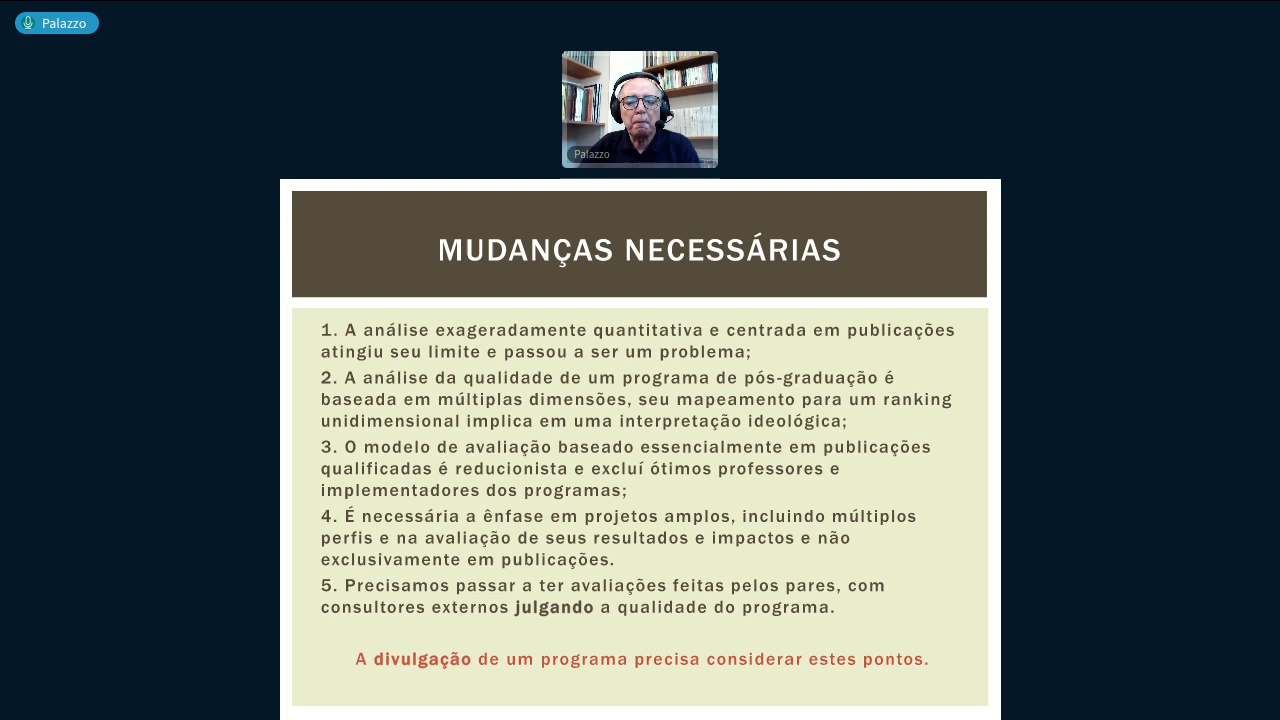 Palazzo
Palazzo
MUDANÇAS NECESSÁRIAS
1. A análise exageradamente quantitativa e centrada em publicações
atingiu seu limite e passou a ser um problema;
2. A análise da qualidade de um programa de pós-graduação é
baseada em múltiplas dimensões, seu mapeamento para um ranking
unidimensional implica em uma interpretação ideológica;
3. O modelo de avaliação baseado essencialmente em publicações
qualificadas é reducionista e excluí ótimos professores e
implementadores dos programas;
4. É necessária a ênfase em projetos amplos, incluindo múltiplos
perfis e na avaliação de seus resultados e impactos e não
exclusivamente em publicações.
5. Precisamos passar a ter avaliações feitas pelos pares, com
consultores externos julgando a qualidade do programa.
A divulgação de um programa precisa considerar estes pontos.